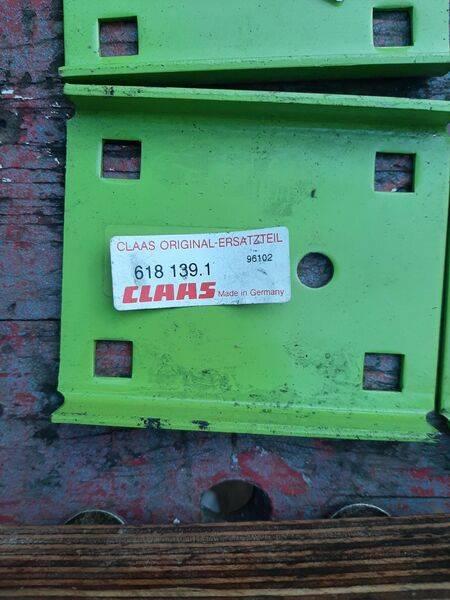 CLAAS ORIGINAL-ERSATZTEIL
96102
618 139.1
CLAAS Made in Germany